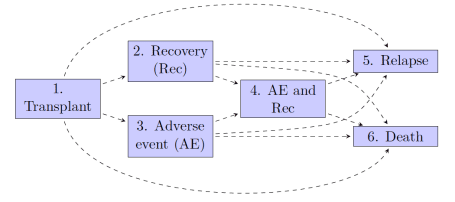 1.
Transplant
2. Recovery
(Rec)
3. Adverse
event (AE)
4. AE and
Rec
5. Relapse
6. Death